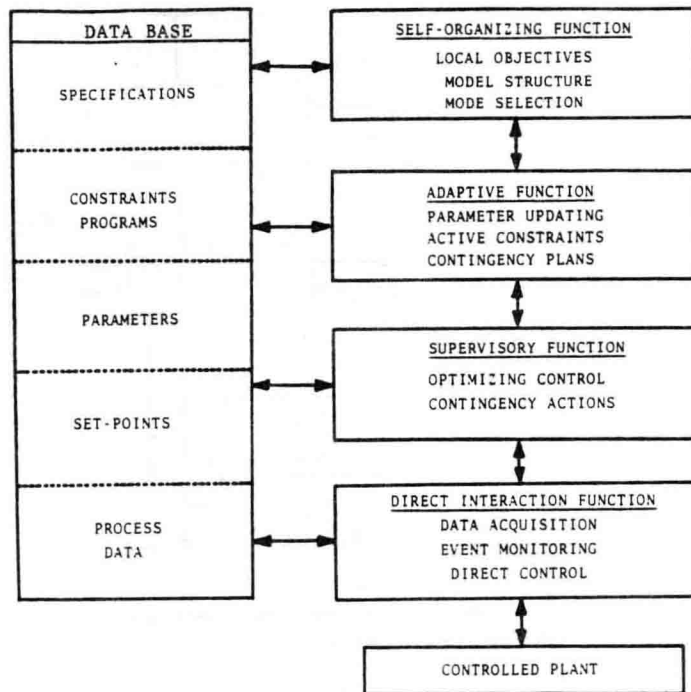 DATA BASE
SPECIFICATIONS
CONSTRAINTS
PROGRAMS
PARAMETERS
SET-POINTS
PROCESS
DATA
SELF-ORGANIZING FUNCTION
LOCAL OBJECTIVES
MODEL STRUCTURE
MODE SELECTION
ADAPTIVE FUNCTION
PARAMETER UPDATING
ACTIVE CONSTRAINTS
CONTINGENCY PLANS
SUPERVISORY FUNCTION
OPTIMIZING CONTROL
CONTINGENCY ACTIONS
DIRECT INTERACTION FUNCTION
DATA ACQUISITION
EVENT MONITORING
DIRECT CONTROL
CONTROLLED PLANT